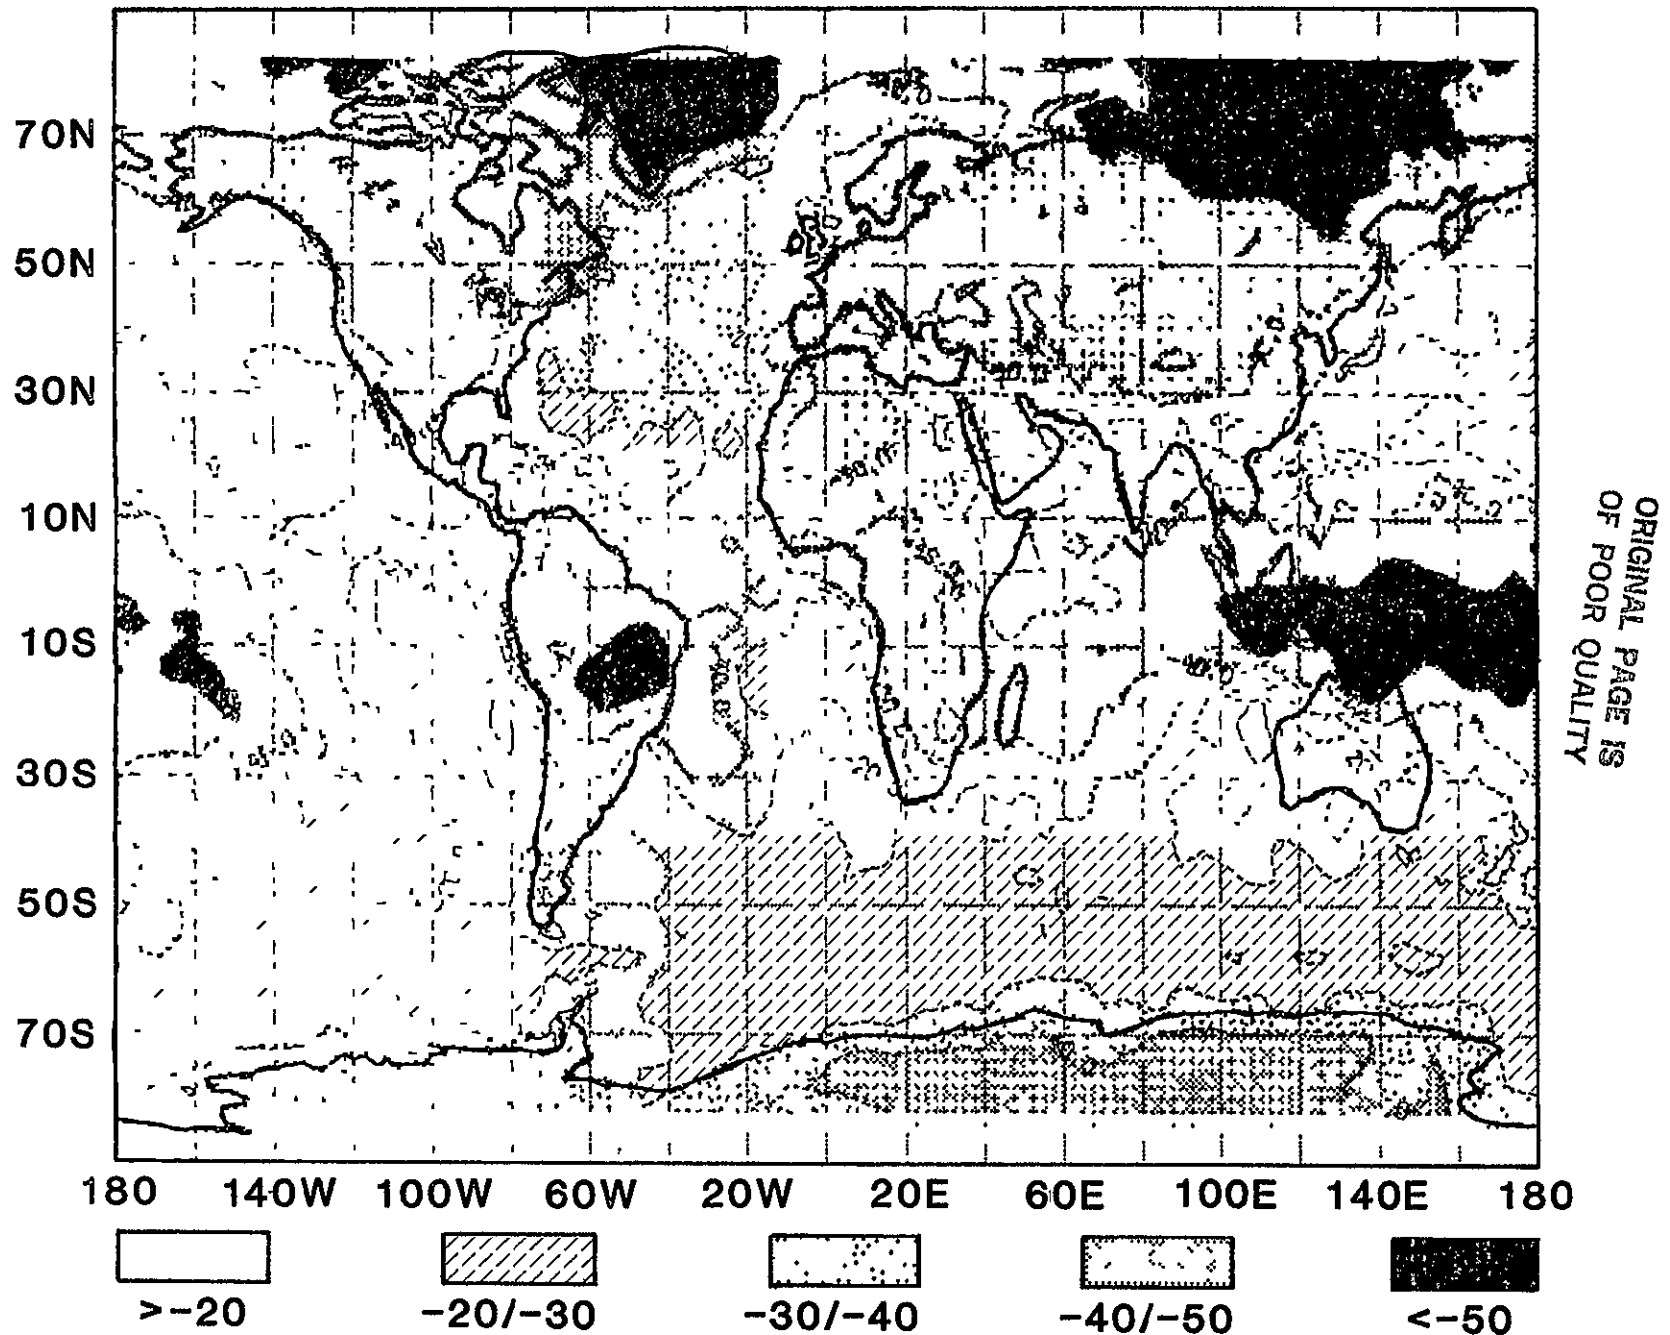 70N
50N
30N
10N
10S
30S
50S
70S
180 140W 100W 60W 20W 20E 60E 100E 140E 180
>-20 -20/-30 -30/-40 -40/-50 <-50
ORIGINAL PAGE IS
OF POOR QUALITY